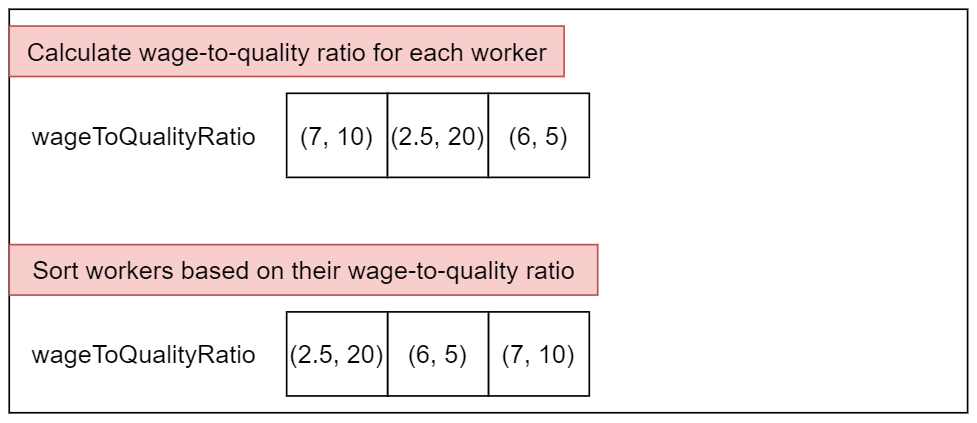 Calculate wage-to-quality ratio for each worker
wageToQualityRatio (7, 10) (2.5, 20) (6, 5)
Sort workers based on their wage-to-quality ratio
wageToQualityRatio (2.5, 20) (6, 5) (7, 10)